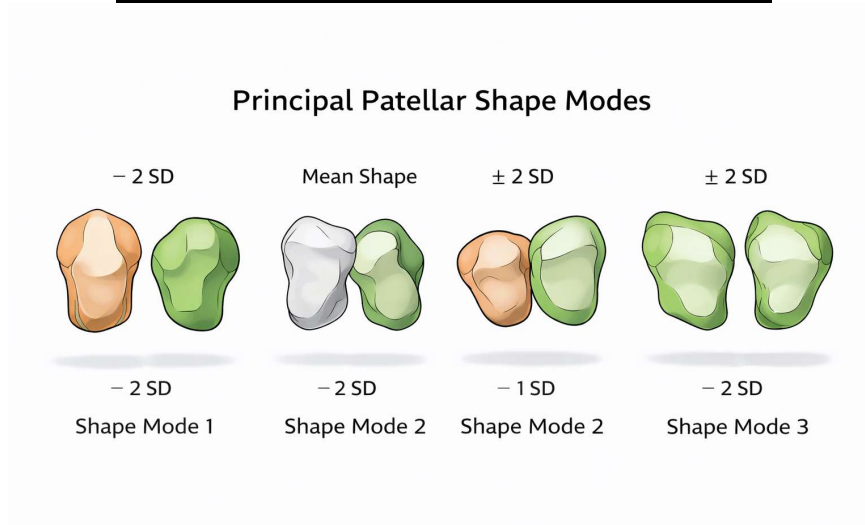 Principal Patellar Shape Modes
− 2 SD
Mean Shape
± 2 SD
± 2 SD
− 2 SD
− 2 SD
− 1 SD
− 2 SD
Shape Mode 1
Shape Mode 2
Shape Mode 2
Shape Mode 3